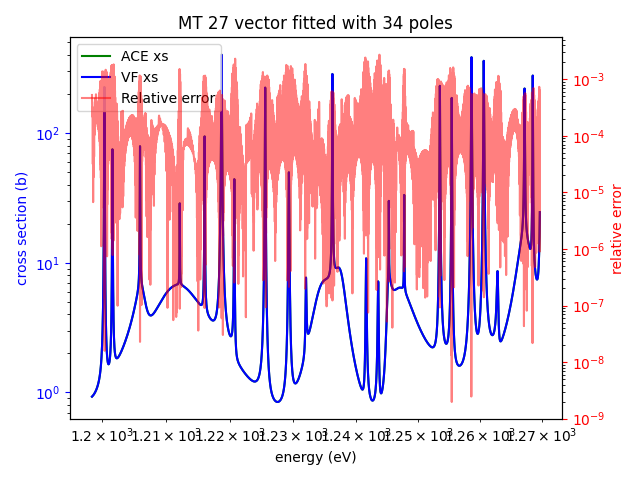 MT 27 vector fitted with 34 poles
ACE xs
VF xs
Relative error
cross section (b)
10²
10¹
10⁰
relative error
10⁻³
10⁻⁴
10⁻⁵
10⁻⁶
10⁻⁷
10⁻⁸
10⁻⁹
1.2 × 10³ 1.21 × 10³ 1.22 × 10³ 1.23 × 10³ 1.24 × 10³ 1.25 × 10³ 1.26 × 10³ 1.27 × 10³
energy (eV)